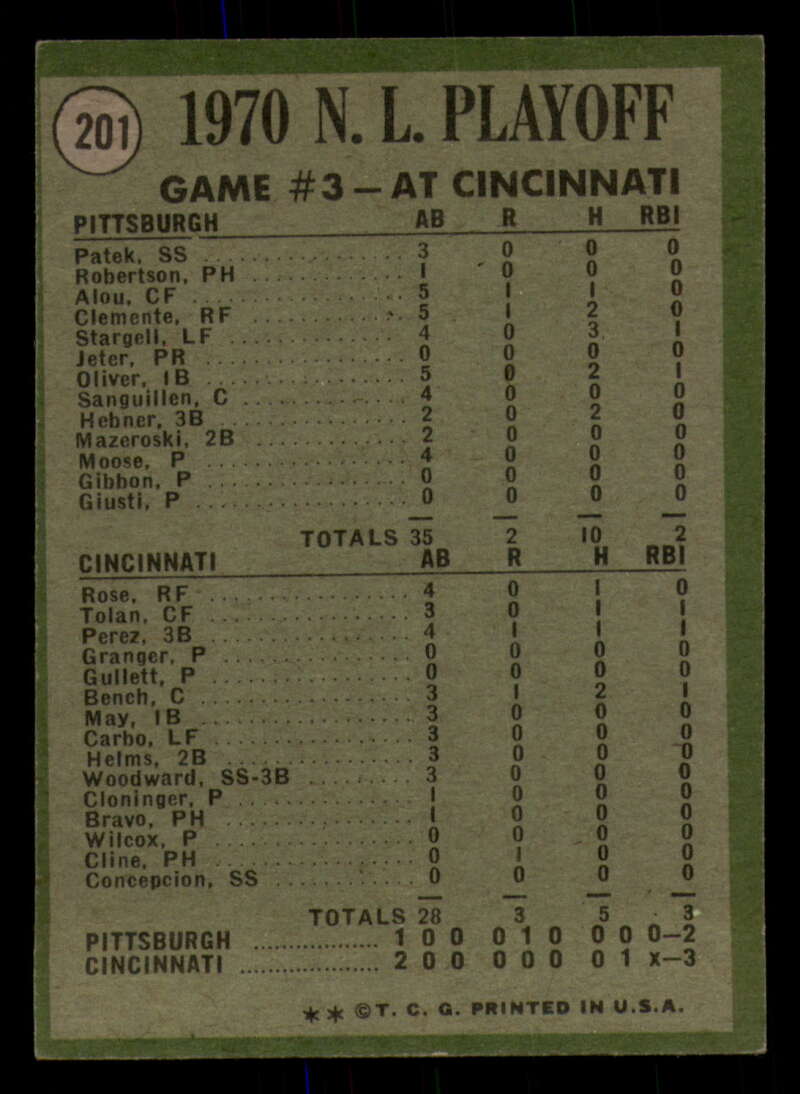 201
1970 N. L. PLAYOFF
GAME #3 – AT CINCINNATI
PITTSBURGH AB R H RBI
Patek, SS .................. 3 0 0 0
Robertson, PH ............. 1 0 0 0
Alou, CF .................. 5 1 1 0
Clemente, RF ............. 5 1 2 0
Stargell, LF .............. 4 0 3 1
Jeter, PR ................. 0 0 0 0
Oliver, 1B ................ 5 0 2 1
Sanguillen, C ............. 4 0 0 0
Hebner, 3B ................ 2 0 2 0
Mazeroski, 2B ............ 2 0 0 0
Moose, P .................. 4 0 0 0
Gibbon, P ................. 0 0 0 0
Giusti, P .................. 0 0 0 0
TOTALS 35 2 10 2
CINCINNATI AB R H RBI
Rose, RF .................. 4 0 1 0
Tolan, CF ................. 3 0 1 1
Perez, 3B ................. 4 1 1 1
Granger, P ................ 0 0 0 0
Gullett, P ................. 0 0 0 0
Bench, C .................. 3 1 2 1
May, 1B ................... 3 0 0 0
Carbo, LF ................. 3 0 0 0
Helms, 2B ................ 3 0 0 0
Woodward, SS-3B ......... 3 0 0 0
Cloninger, P .............. 1 0 0 0
Bravo, PH ................ 1 0 0 0
Wilcox, P ................. 0 0 0 0
Cline, PH ................. 0 1 0 0
Concepcion, SS ........... 0 0 0 0
TOTALS 28 3 5 3
PITTSBURGH .................. 1 0 0 0 1 0 0 0 0–2
CINCINNATI .................... 2 0 0 0 0 0 0 1 x–3
** ©T. C. G. PRINTED IN U.S.A.